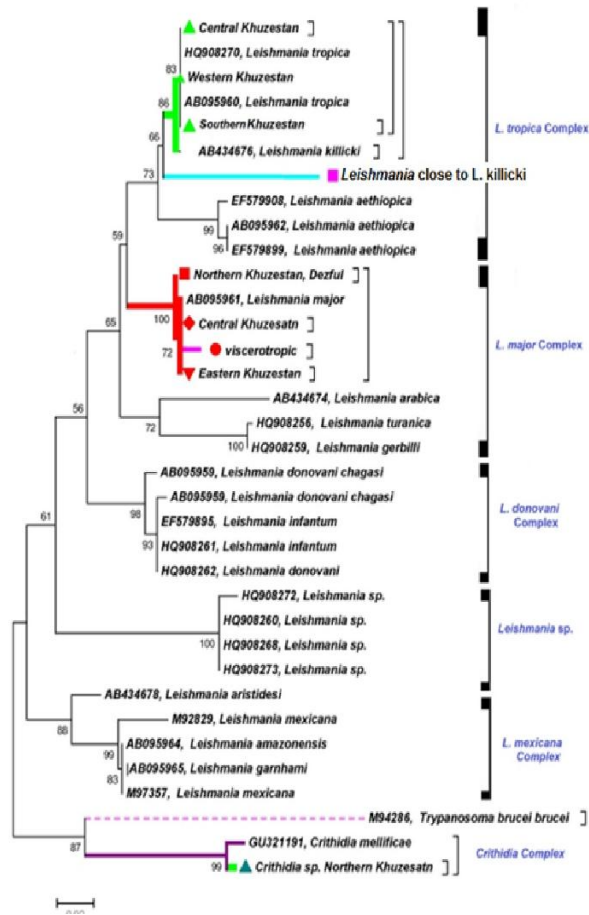 Central Khuzestan
HQ908270, Leishmania tropica
83
Western Khuzestan
86
AB095960, Leishmania tropica
Southern Khuzestan
L. tropica Complex
66
AB434676, Leishmania killicki
73
Leishmania close to L. killicki
EF579908, Leishmania aethiopica
99
AB095962, Leishmania aethiopica
96
EF579899, Leishmania aethiopica
59
Northern Khuzestan, Dezful
AB095961, Leishmania major
100
Central Khuzesatn
65
72
viscerotropic
L. major Complex
Eastern Khuzestan
AB434674, Leishmania arabica
56
72
HQ908256, Leishmania turanica
100
HQ908259, Leishmania gerbilli
AB095959, Leishmania donovani chagasi
AB095959, Leishmania donovani chagasi
98
EF579895, Leishmania infantum
L. donovani
Complex
61
93
HQ908261, Leishmania infantum
HQ908262, Leishmania donovani
HQ908272, Leishmania sp.
HQ908260, Leishmania sp.
100
HQ908268, Leishmania sp.
Leishmania sp.
HQ908273, Leishmania sp.
AB434678, Leishmania aristidesi
88
M92829, Leishmania mexicana
99
AB095964, Leishmania amazonensis
L. mexicana
Complex
83
AB095965, Leishmania garnhami
M97357, Leishmania mexicana
M94286, Trypanosoma brucei brucei
87
GU321191, Crithidia mellificae
Crithidia Complex
99
Crithidia sp. Northern Khuzesatn